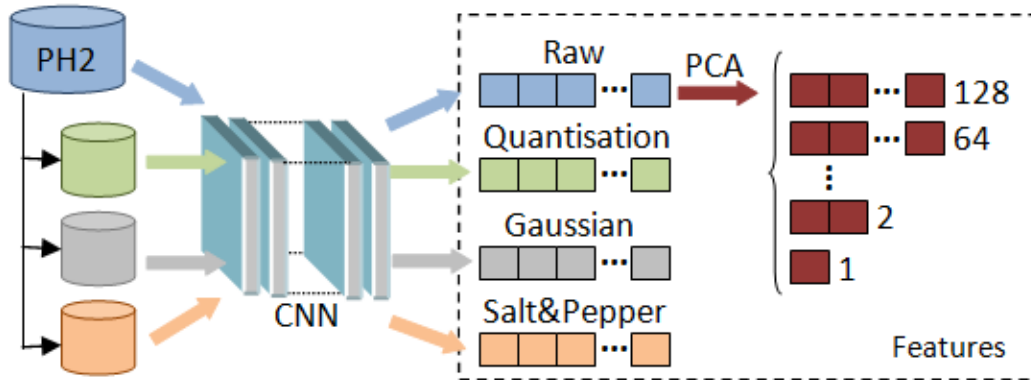 PH2
CNN
Raw
Quantisation
Gaussian
Salt&Pepper
PCA
128
64
2
1
Features